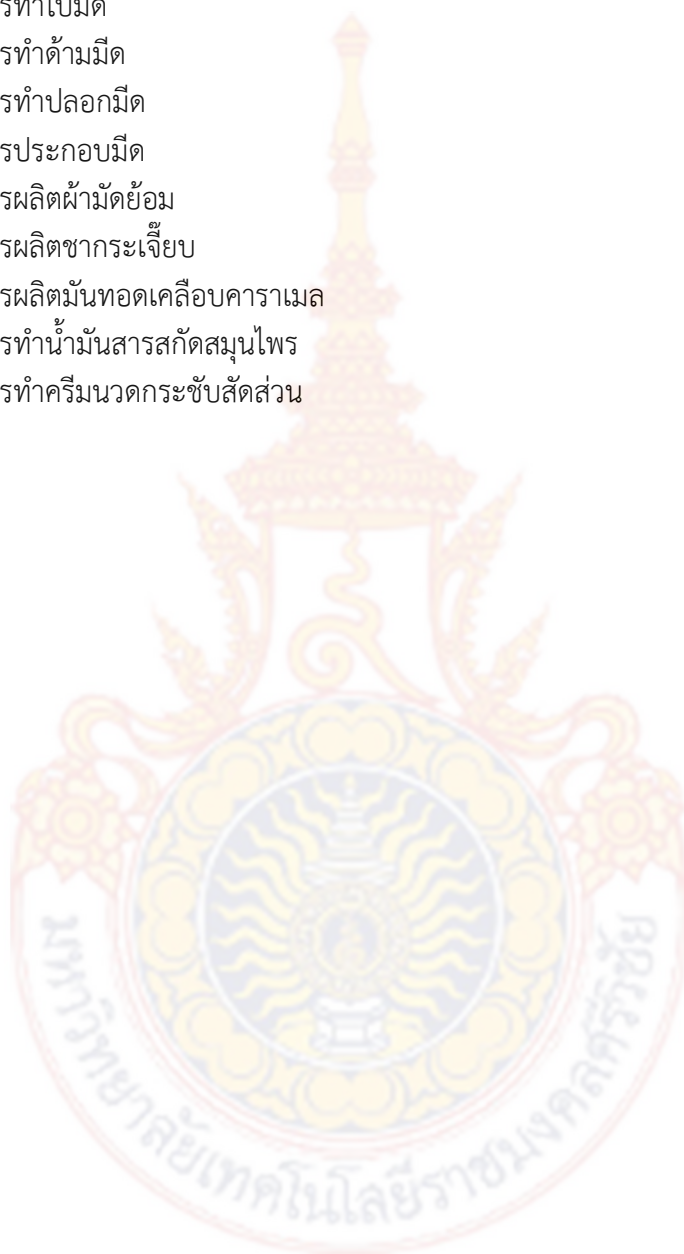 รทำใบมีด
รทำด้ามมีด
รทำปลอกมีด
รประกอบมีด
รผลิตผ้ามัดย้อม
รผลิตชากระเจี๊ยบ
รผลิตมันทอดเคลือบคาราเมล
รทำน้ำมันสารสกัดสมุนไพร
รทำครีมนวดกระชับสัดส่วน
มหาวิทยาลัยเทคโนโลยีราชมงคลศรีวิชัย